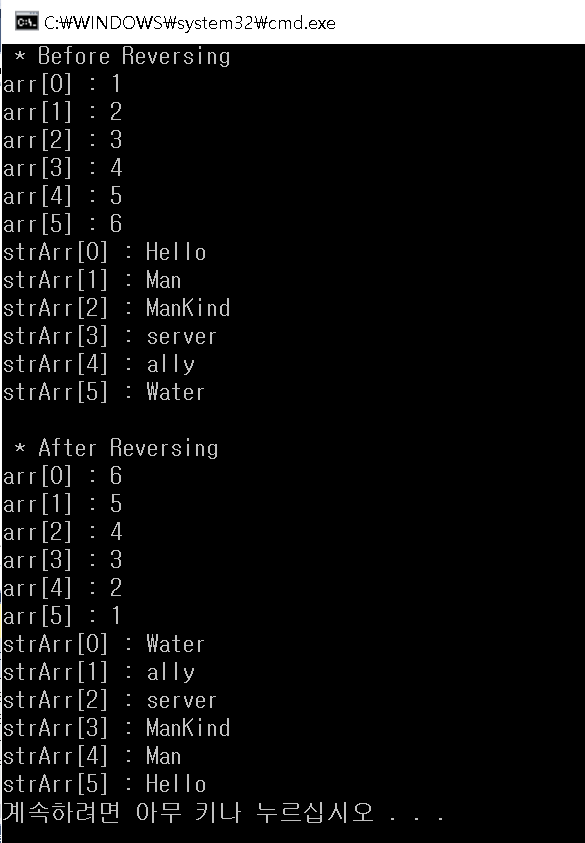 C:\WINDOWS\system32\cmd.exe
* Before Reversing
arr[0] : 1
arr[1] : 2
arr[2] : 3
arr[3] : 4
arr[4] : 5
arr[5] : 6
strArr[0] : Hello
strArr[1] : Man
strArr[2] : ManKind
strArr[3] : server
strArr[4] : ally
strArr[5] : Water
* After Reversing
arr[0] : 6
arr[1] : 5
arr[2] : 4
arr[3] : 3
arr[4] : 2
arr[5] : 1
strArr[0] : Water
strArr[1] : ally
strArr[2] : server
strArr[3] : ManKind
strArr[4] : Man
strArr[5] : Hello
계속하려면 아무 키나 누르십시오 . . .